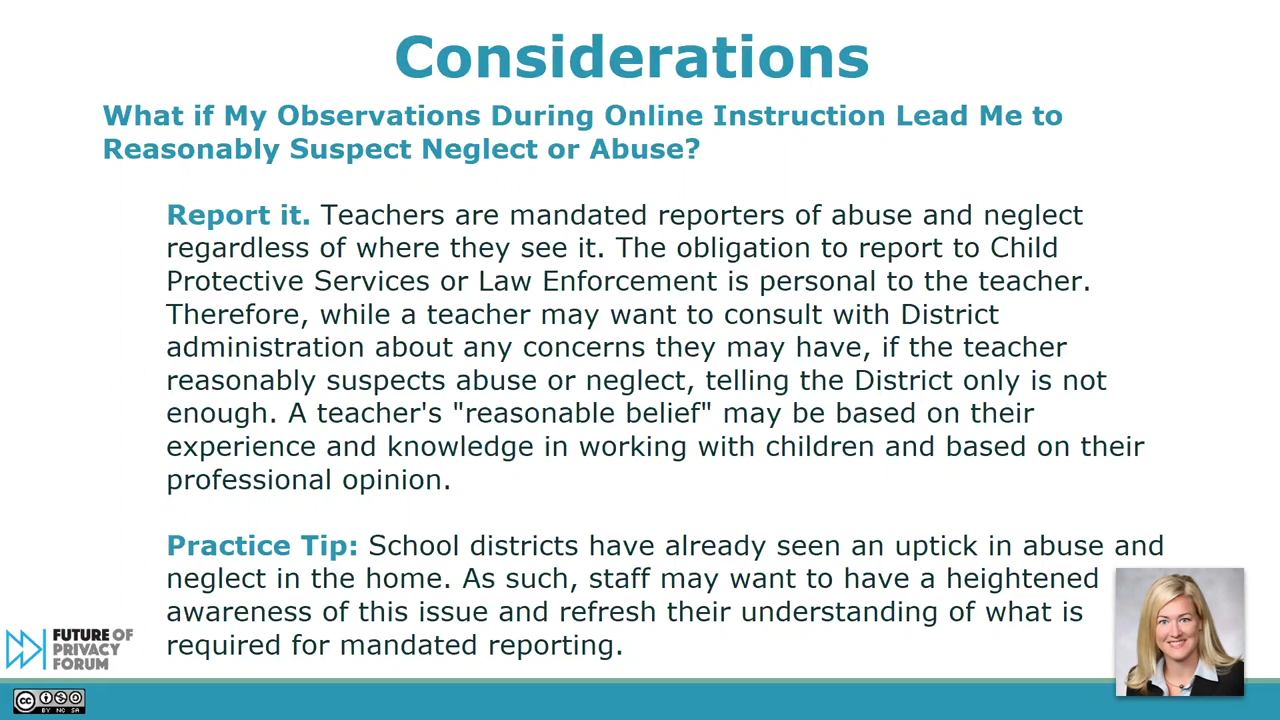 Considerations
What if My Observations During Online Instruction Lead Me to
Reasonably Suspect Neglect or Abuse?
Report it. Teachers are mandated reporters of abuse and neglect
regardless of where they see it. The obligation to report to Child
Protective Services or Law Enforcement is personal to the teacher.
Therefore, while a teacher may want to consult with District
administration about any concerns they may have, if the teacher
reasonably suspects abuse or neglect, telling the District only is not
enough. A teacher's "reasonable belief" may be based on their
experience and knowledge in working with children and based on their
professional opinion.
Practice Tip: School districts have already seen an uptick in abuse and
neglect in the home. As such, staff may want to have a heightened
awareness of this issue and refresh their understanding of what is
required for mandated reporting.
FUTURE OF
PRIVACY
FORUM
cc
BY NC SA